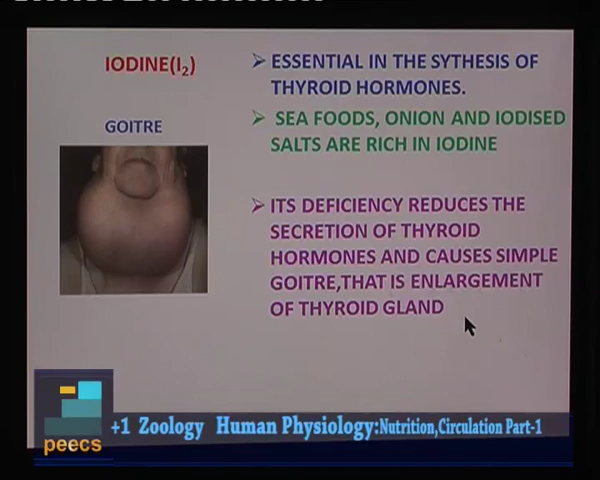 IODINE(I2)
GOITRE
ESSENTIAL IN THE SYTHESIS OF
THYROID HORMONES.
SEA FOODS, ONION AND IODISED
SALTS ARE RICH IN IODINE
ITS DEFICIENCY REDUCES THE
SECRETION OF THYROID
HORMONES AND CAUSES SIMPLE
GOITRE,THAT IS ENLARGEMENT
OF THYROID GLAND
peecs
+1 Zoology Human Physiology:Nutrition,Circulation Part-1